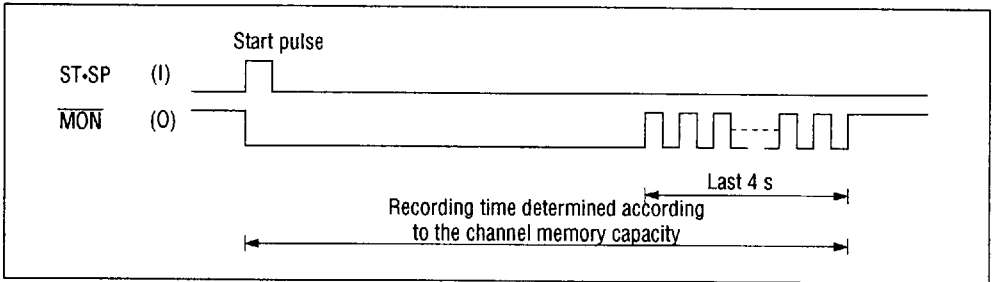 Start pulse
ST•SP (I)
MON (O)
Last 4 s
Recording time determined according
to the channel memory capacity